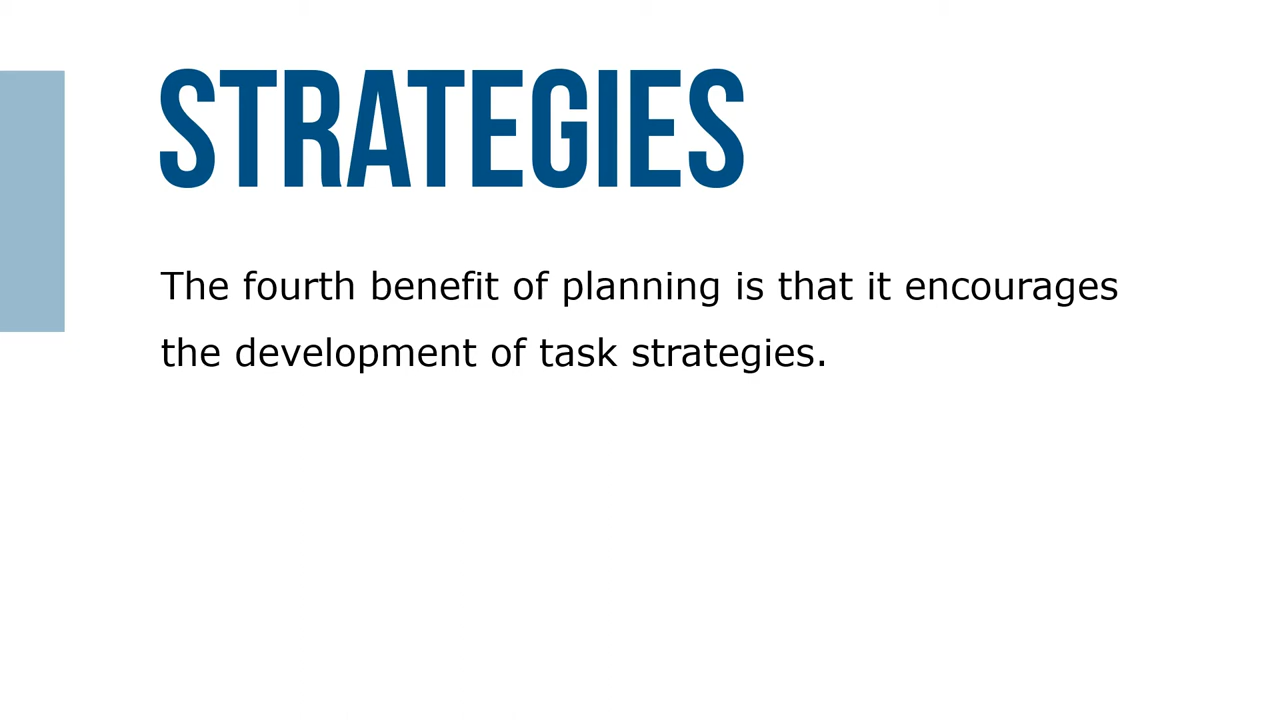 STRATEGIES
The fourth benefit of planning is that it encourages
the development of task strategies.